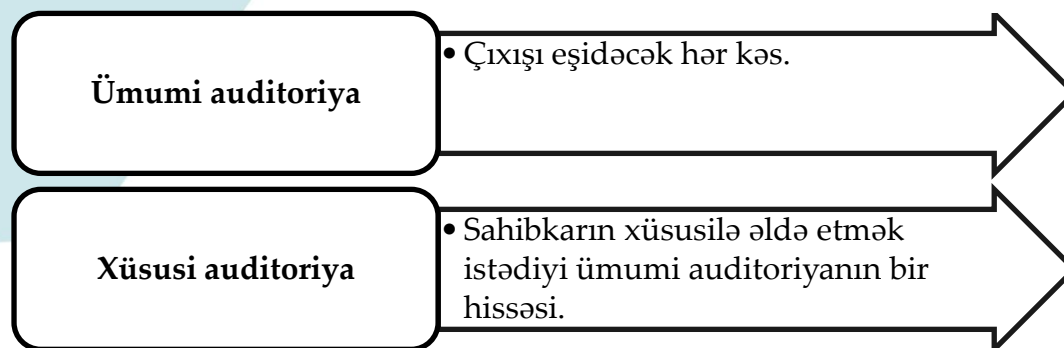 Ümumi auditoriya
• Çıxışı eşidəcək hər kəs.
Xüsusi auditoriya
• Sahibkarın xüsusilə əldə etmək
istədiyi ümumi auditoriyanın bir
hissəsi.